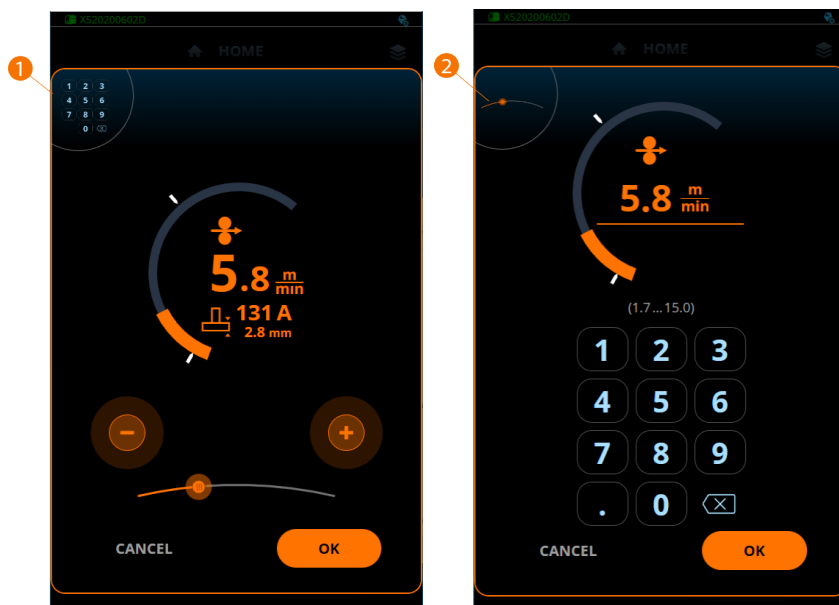 1
X520200602D
HOME
1 2 3
4 5 6
7 8 9
0
5.8 m/min
131 A
2.8 mm
−
+
CANCEL
OK
2
X520200602D
HOME
5.8 m/min
(1.7...15.0)
1 2 3
4 5 6
7 8 9
. 0
CANCEL
OK